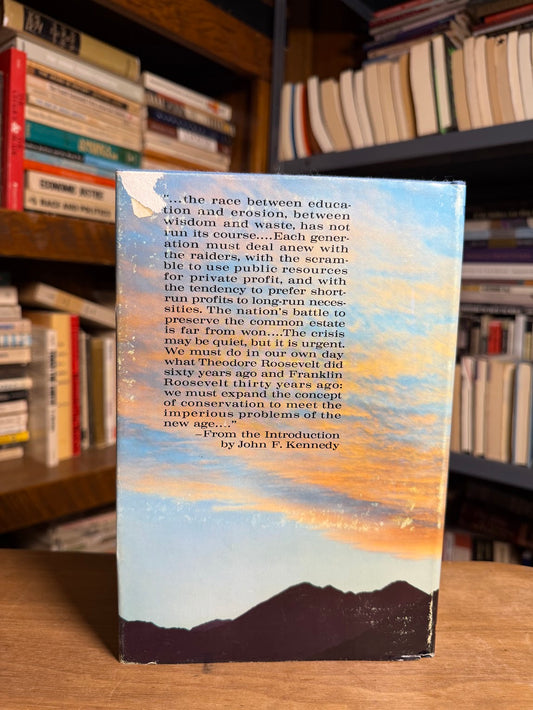 "...the race between educa-
tion and erosion, between
wisdom and waste, has not
run its course....Each gener-
ation must deal anew with
the raiders, with the scram-
ble to use public resources
for private profit, and with
the tendency to prefer short-
run profits to long-run neces-
sities. The nation's battle to
preserve the common estate
is far from won....The crisis
may be quiet, but it is urgent.
We must do in our own day
what Theodore Roosevelt did
sixty years ago and Franklin
Roosevelt thirty years ago:
we must expand the concept
of conservation to meet the
imperious problems of the
new age...."
–From the Introduction
by John F. Kennedy